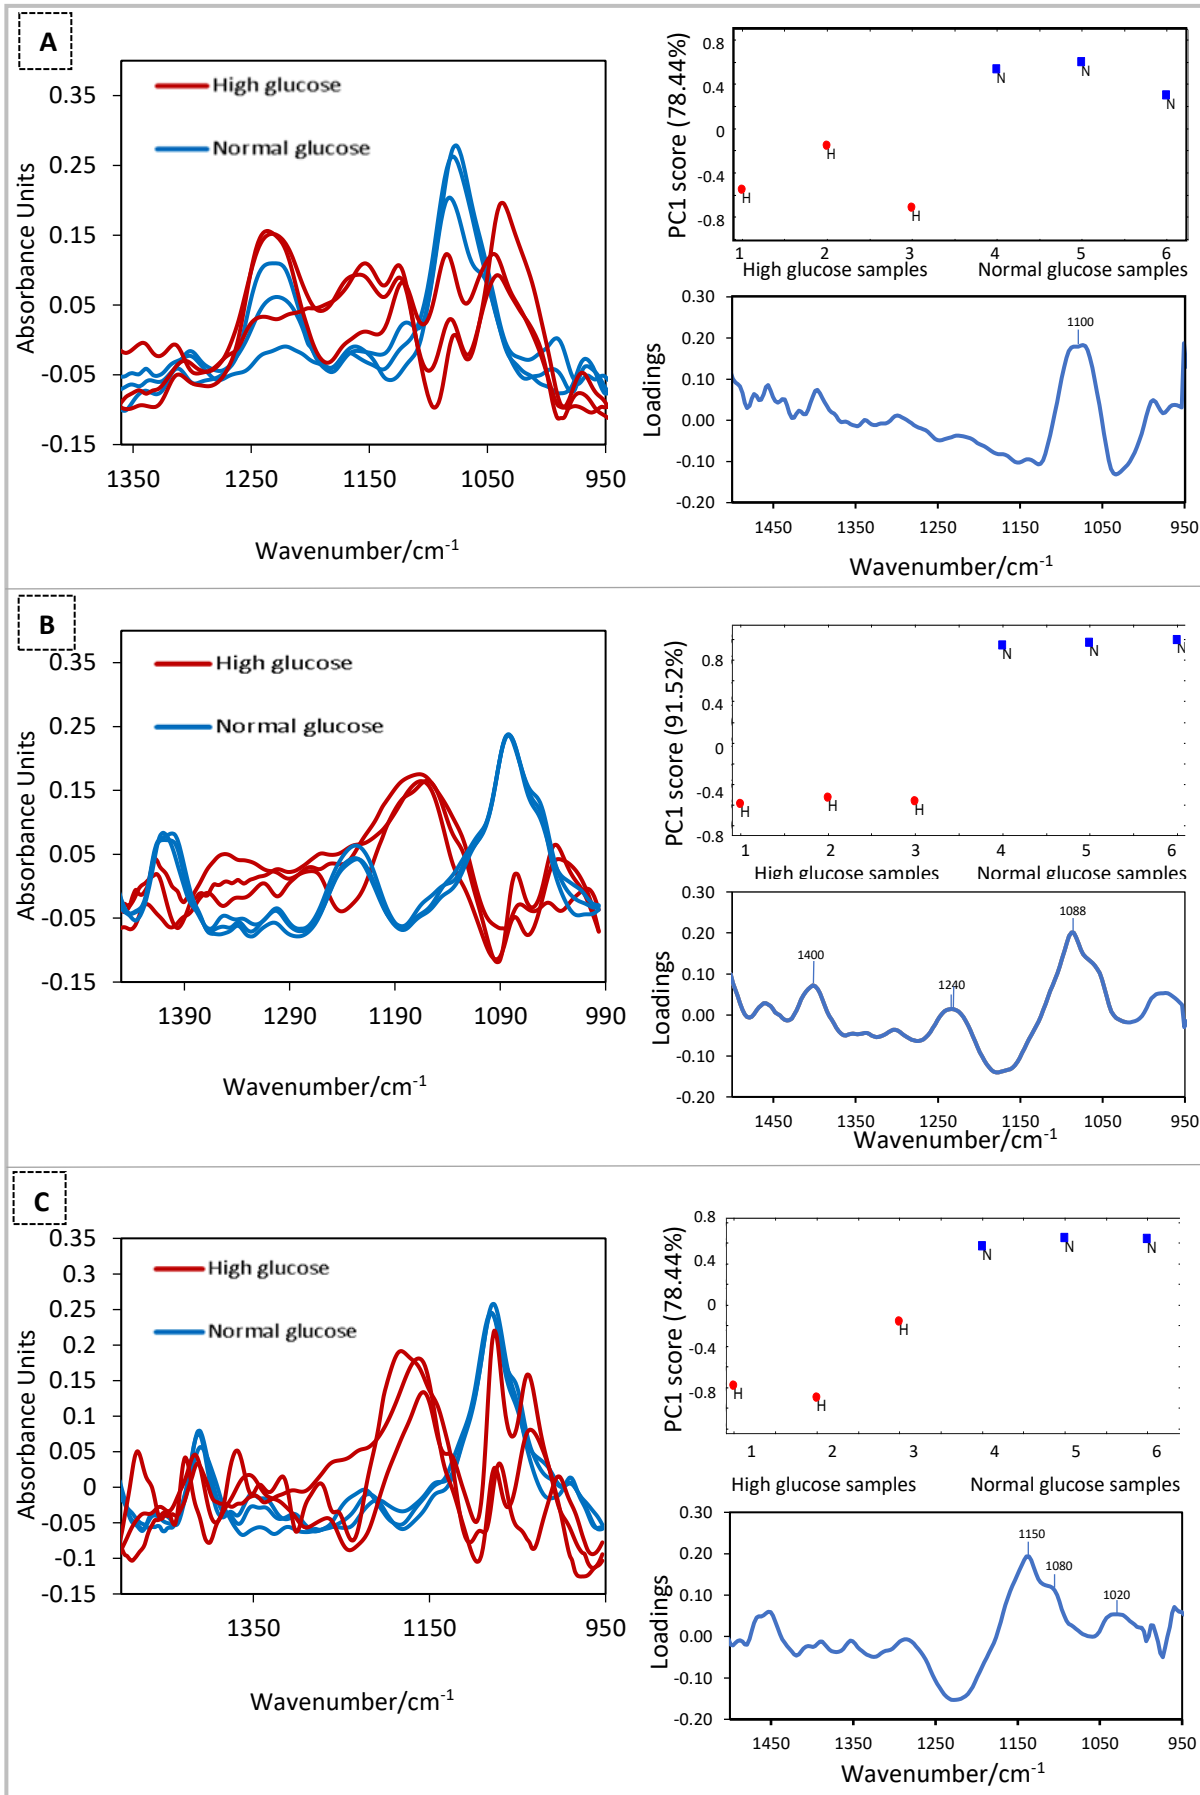 A
High glucose
Normal glucose
Absorbance Units
0.35
0.25
0.15
0.05
-0.05
-0.15
1350
1250
1150
1050
950
Wavenumber/cm-1
PC1 score (78.44%)
0.8
0.4
0
-0.4
-0.8
H
H
H
N
N
N
1
2
3
4
5
6
High glucose samples
Normal glucose samples
Loadings
0.30
0.20
0.10
0.00
-0.10
-0.20
1100
1450
1350
1250
1150
1050
950
Wavenumber/cm-1
B
High glucose
Normal glucose
Absorbance Units
0.35
0.25
0.15
0.05
-0.05
-0.15
1390
1290
1190
1090
990
Wavenumber/cm-1
PC1 score (91.52%)
0.8
0.4
0
-0.4
-0.8
H
H
H
N
N
N
1
2
3
4
5
6
High glucose samples
Normal glucose samples
Loadings
0.30
0.20
0.10
0.00
-0.10
-0.20
1400
1240
1088
1450
1350
1250
1150
1050
950
Wavenumber/cm-1
C
High glucose
Normal glucose
Absorbance Units
0.35
0.3
0.25
0.2
0.15
0.1
0.05
0
-0.05
-0.1
-0.15
1350
1150
950
Wavenumber/cm-1
PC1 score (78.44%)
0.8
0.4
0
-0.4
-0.8
H
H
H
N
N
N
1
2
3
4
5
6
High glucose samples
Normal glucose samples
Loadings
0.30
0.20
0.10
0.00
-0.10
-0.20
1150
1080
1020
1450
1350
1250
1150
1050
950
Wavenumber/cm-1